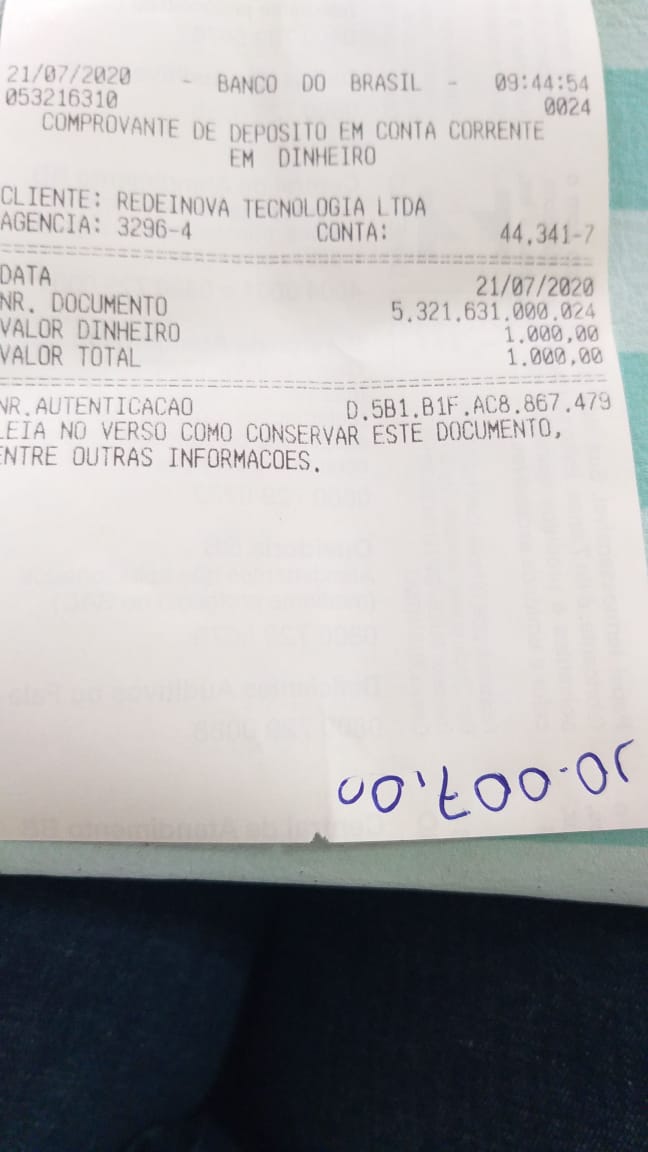 21/07/2020 - BANCO DO BRASIL - 09:44:54
053216310 0024
COMPROVANTE DE DEPOSITO EM CONTA CORRENTE
EM DINHEIRO
CLIENTE: REDEINOVA TECNOLOGIA LTDA
AGENCIA: 3296-4 CONTA: 44.341-7
================================================
DATA 21/07/2020
NR. DOCUMENTO 5.321.631.000.024
VALOR DINHEIRO 1.000,00
VALOR TOTAL 1.000,00
================================================
NR.AUTENTICACAO D.5B1.B1F.AC8.867.479
LEIA NO VERSO COMO CONSERVAR ESTE DOCUMENTO,
ENTRE OUTRAS INFORMACOES.
10.007,00